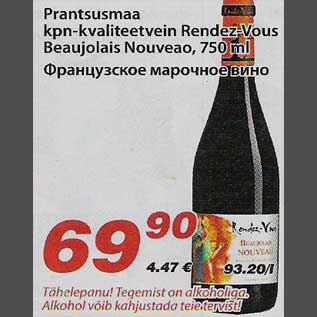 Prantsusmaa
kpn-kvaliteetvein Rendez-Vous
Beaujolais Nouveao, 750 ml
Французское марочное вино
69 90
4.47 €
93.20/l
Rendez-Vous
BEAUJOLAIS
NOUVEAU
Tähelepanu! Tegemist on alkoholiga.
Alkohol võib kahjustada teie tervist!